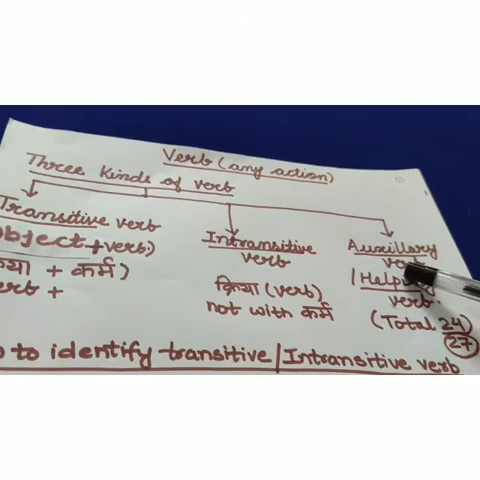 Verb (any action)
Three kinds of verb
Transitive verb
object + verb)
क्रिया + कर्म)
verb +
Intransitive
verb
क्रिया (verb)
not with कर्म
Auxillary
verb
/Helping
verb.
(Total 24/
27
to identify transitive/Intransitive verb